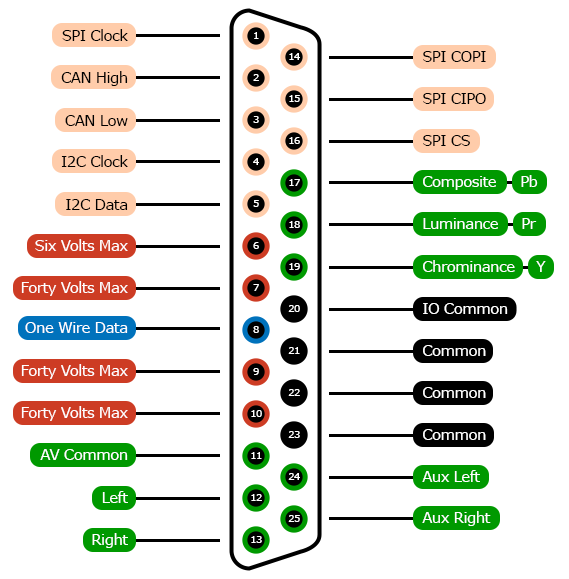 SPI Clock
1
14
SPI COPI
CAN High
2
15
SPI CIPO
CAN Low
3
16
SPI CS
I2C Clock
4
17
Composite Pb
I2C Data
5
18
Luminance Pr
Six Volts Max
6
19
Chrominance Y
Forty Volts Max
7
20
IO Common
One Wire Data
8
21
Common
Forty Volts Max
9
22
Common
Forty Volts Max
10
23
Common
AV Common
11
24
Aux Left
Left
12
25
Aux Right
Right
13